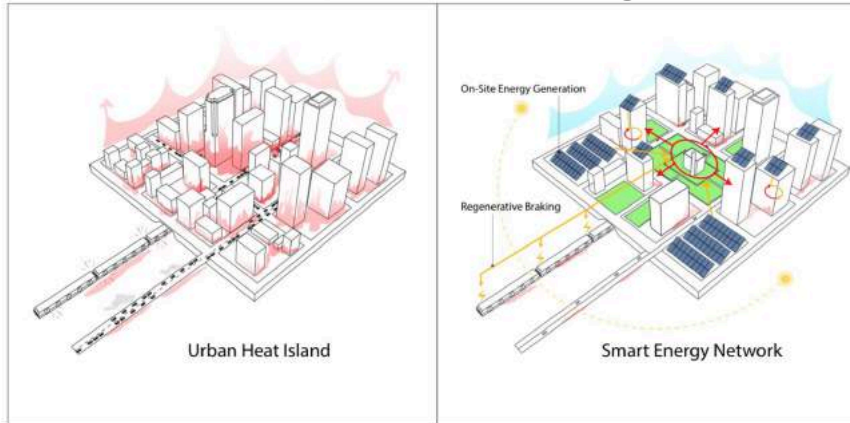 On-Site Energy Generation
Regenerative Braking
Urban Heat Island
Smart Energy Network